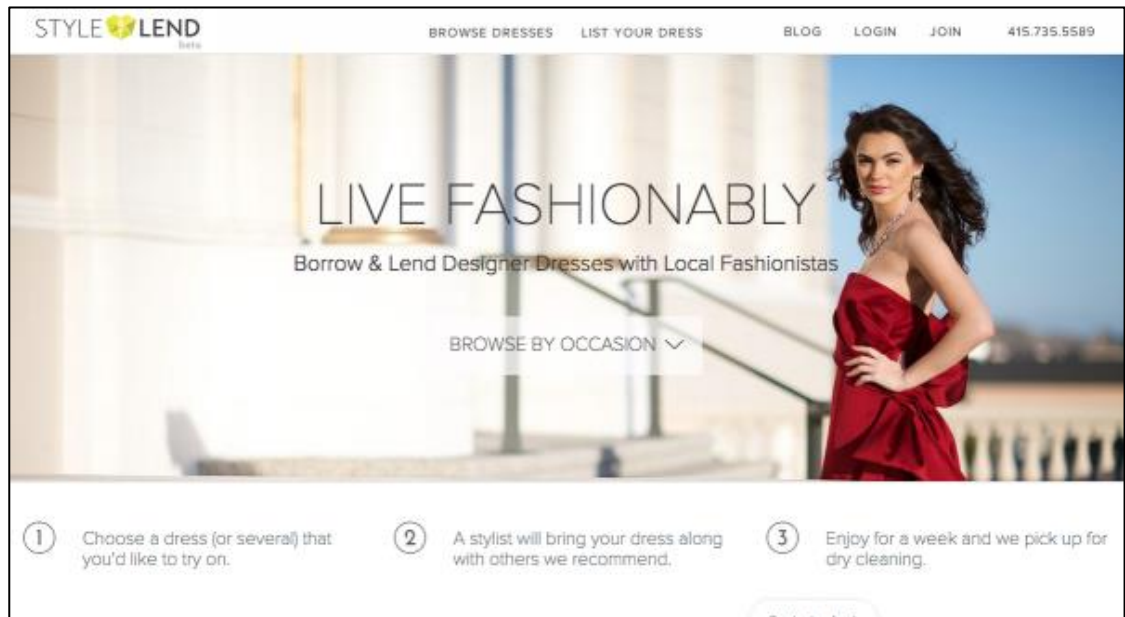 STYLE LEND
beta
BROWSE DRESSES LIST YOUR DRESS BLOG LOGIN JOIN 415.735.5589
LIVE FASHIONABLY
Borrow & Lend Designer Dresses with Local Fashionistas
BROWSE BY OCCASION
1 Choose a dress (or several) that
you'd like to try on.
2 A stylist will bring your dress along
with others we recommend.
3 Enjoy for a week and we pick up for
dry cleaning.